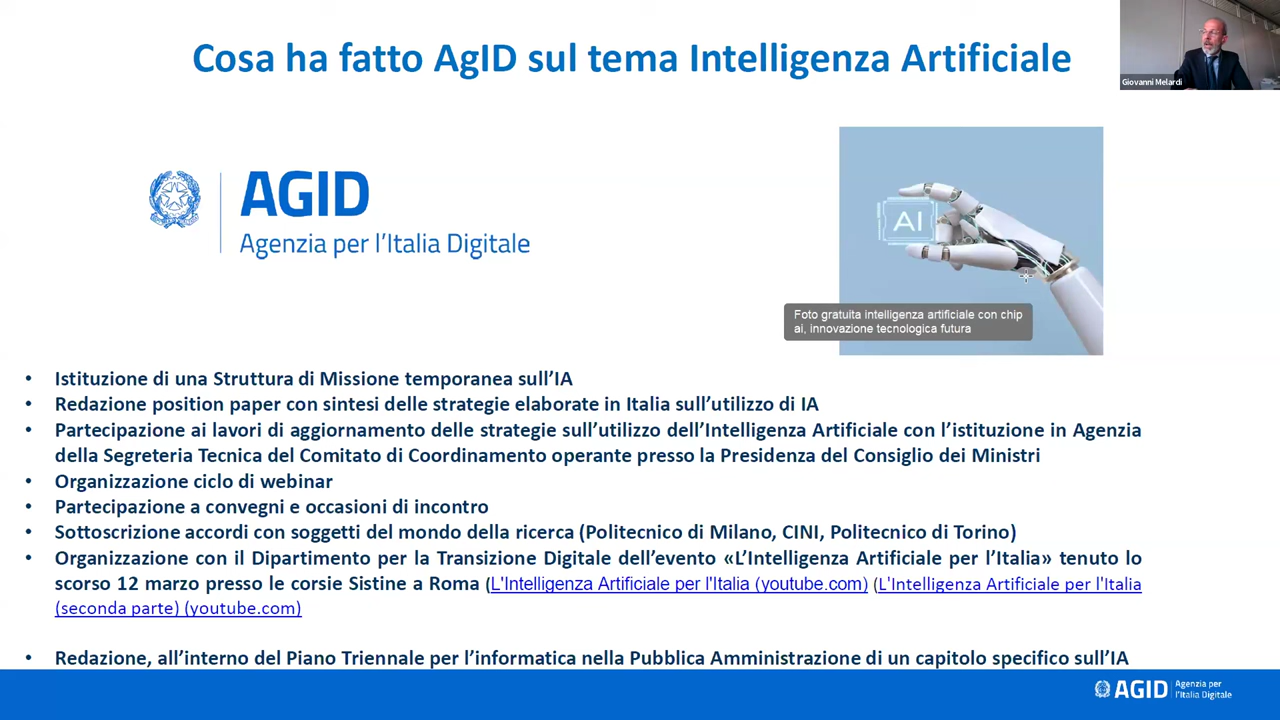 Cosa ha fatto AgID sul tema Intelligenza Artificiale
Giovanni Melardi
AGID
Agenzia per l'Italia Digitale
AI
Foto gratuita intelligenza artificiale con chip
ai, innovazione tecnologica futura
• Istituzione di una Struttura di Missione temporanea sull'IA
• Redazione position paper con sintesi delle strategie elaborate in Italia sull'utilizzo di IA
• Partecipazione ai lavori di aggiornamento delle strategie sull'utilizzo dell'Intelligenza Artificiale con l'istituzione in Agenzia
della Segreteria Tecnica del Comitato di Coordinamento operante presso la Presidenza del Consiglio dei Ministri
• Organizzazione ciclo di webinar
• Partecipazione a convegni e occasioni di incontro
• Sottoscrizione accordi con soggetti del mondo della ricerca (Politecnico di Milano, CINI, Politecnico di Torino)
• Organizzazione con il Dipartimento per la Transizione Digitale dell'evento «L'Intelligenza Artificiale per l'Italia» tenuto lo
scorso 12 marzo presso le corsie Sistine a Roma (L'Intelligenza Artificiale per l'Italia (youtube.com) (L'Intelligenza Artificiale per l'Italia
(seconda parte) (youtube.com)
• Redazione, all'interno del Piano Triennale per l'informatica nella Pubblica Amministrazione di un capitolo specifico sull'IA
AGID
Agenzia per
l'Italia Digitale